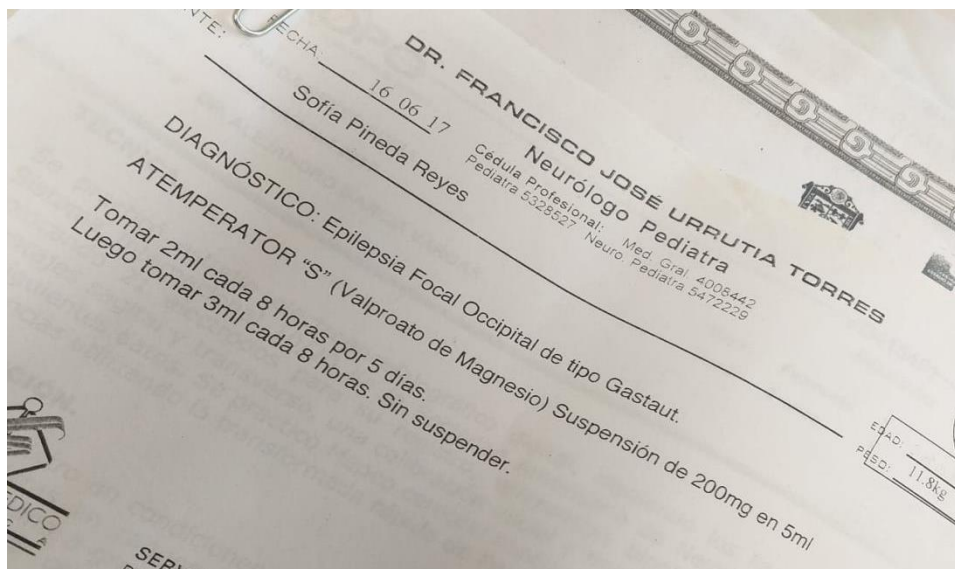 DR. FRANCISCO JOSÉ URRUTIA TORRES
Neurólogo Pediatra
Cédula Profesional: Med. Gral. 4008442
Pediatra 5328527 Neuro. Pediatra 5472229
FECHA 16 06 17
NTE: Sofía Pineda Reyes
EDAD:
PESO: 11.8kg
DIAGNÓSTICO: Epilepsia Focal Occipital de tipo Gastaut.
ATEMPERATOR "S" (Valproato de Magnesio) Suspensión de 200mg en 5ml
Tomar 2ml cada 8 horas por 5 días.
Luego tomar 3ml cada 8 horas. Sin suspender.